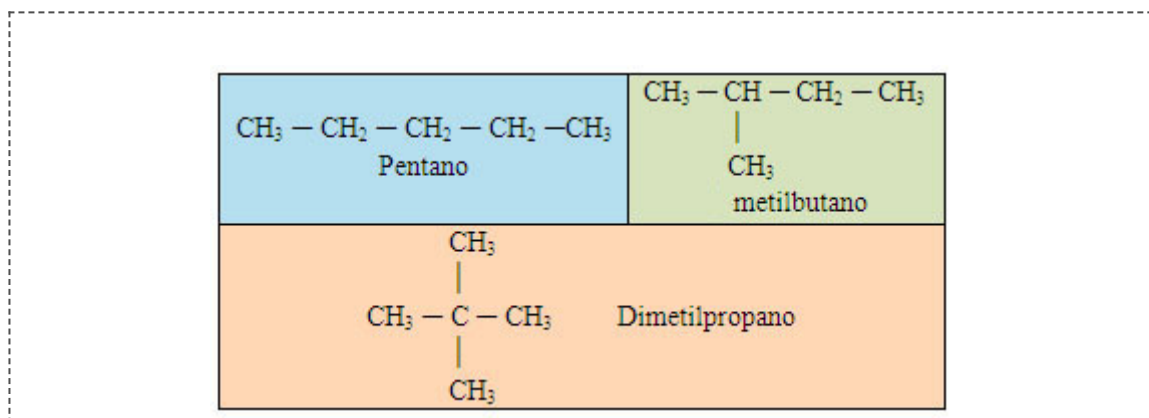 CH₃ — CH₂ — CH₂ — CH₂ —CH₃
Pentano
CH₃ — CH — CH₂ — CH₃
|
CH₃
metilbutano
CH₃
|
CH₃ — C — CH₃ Dimetilpropano
|
CH₃